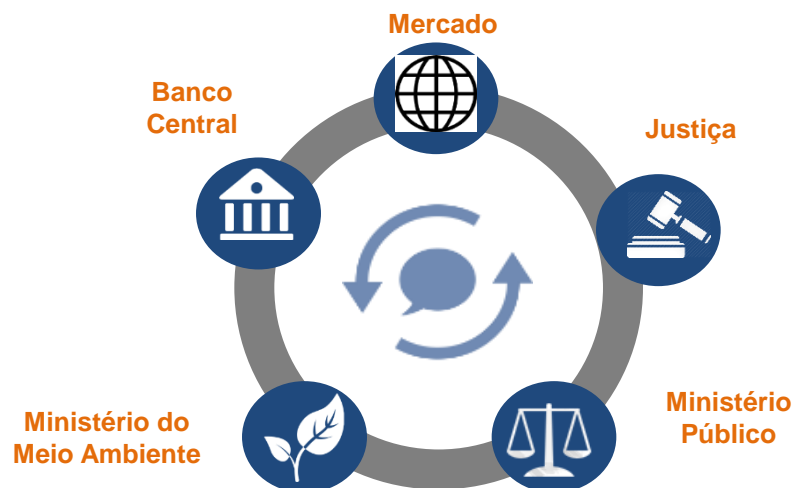 Mercado
Banco
Central
Justiça
Ministério do
Meio Ambiente
Ministério
Público